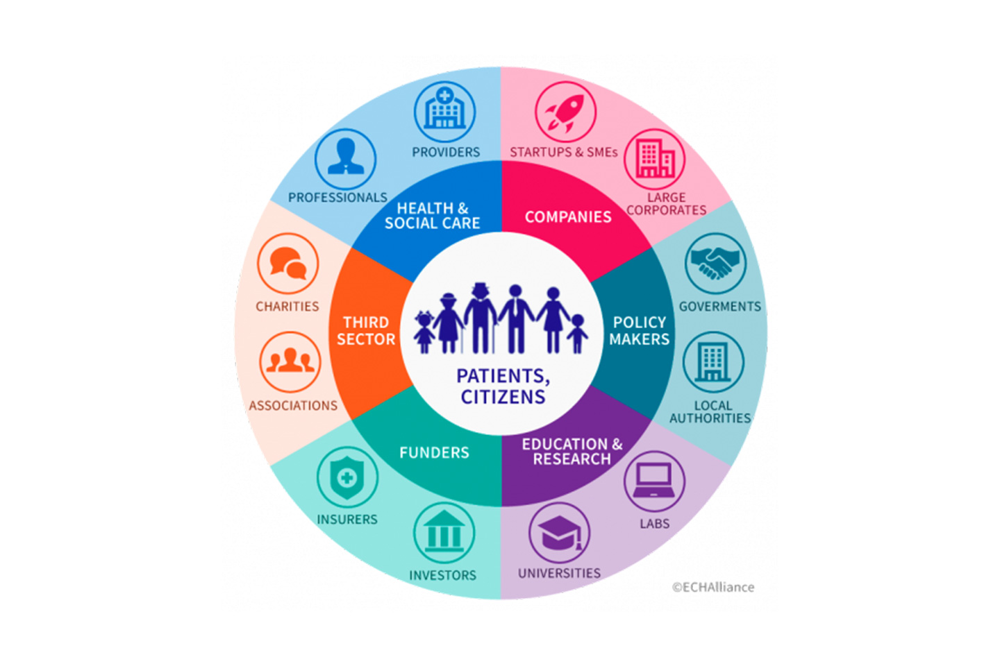 PROVIDERS
PROFESSIONALS
HEALTH &
SOCIAL CARE
STARTUPS & SMEs
LARGE
CORPORATES
COMPANIES
GOVERMENTS
LOCAL
AUTHORITIES
POLICY
MAKERS
LABS
UNIVERSITIES
EDUCATION &
RESEARCH
INVESTORS
INSURERS
FUNDERS
ASSOCIATIONS
CHARITIES
THIRD
SECTOR
PATIENTS,
CITIZENS
©ECHAlliance